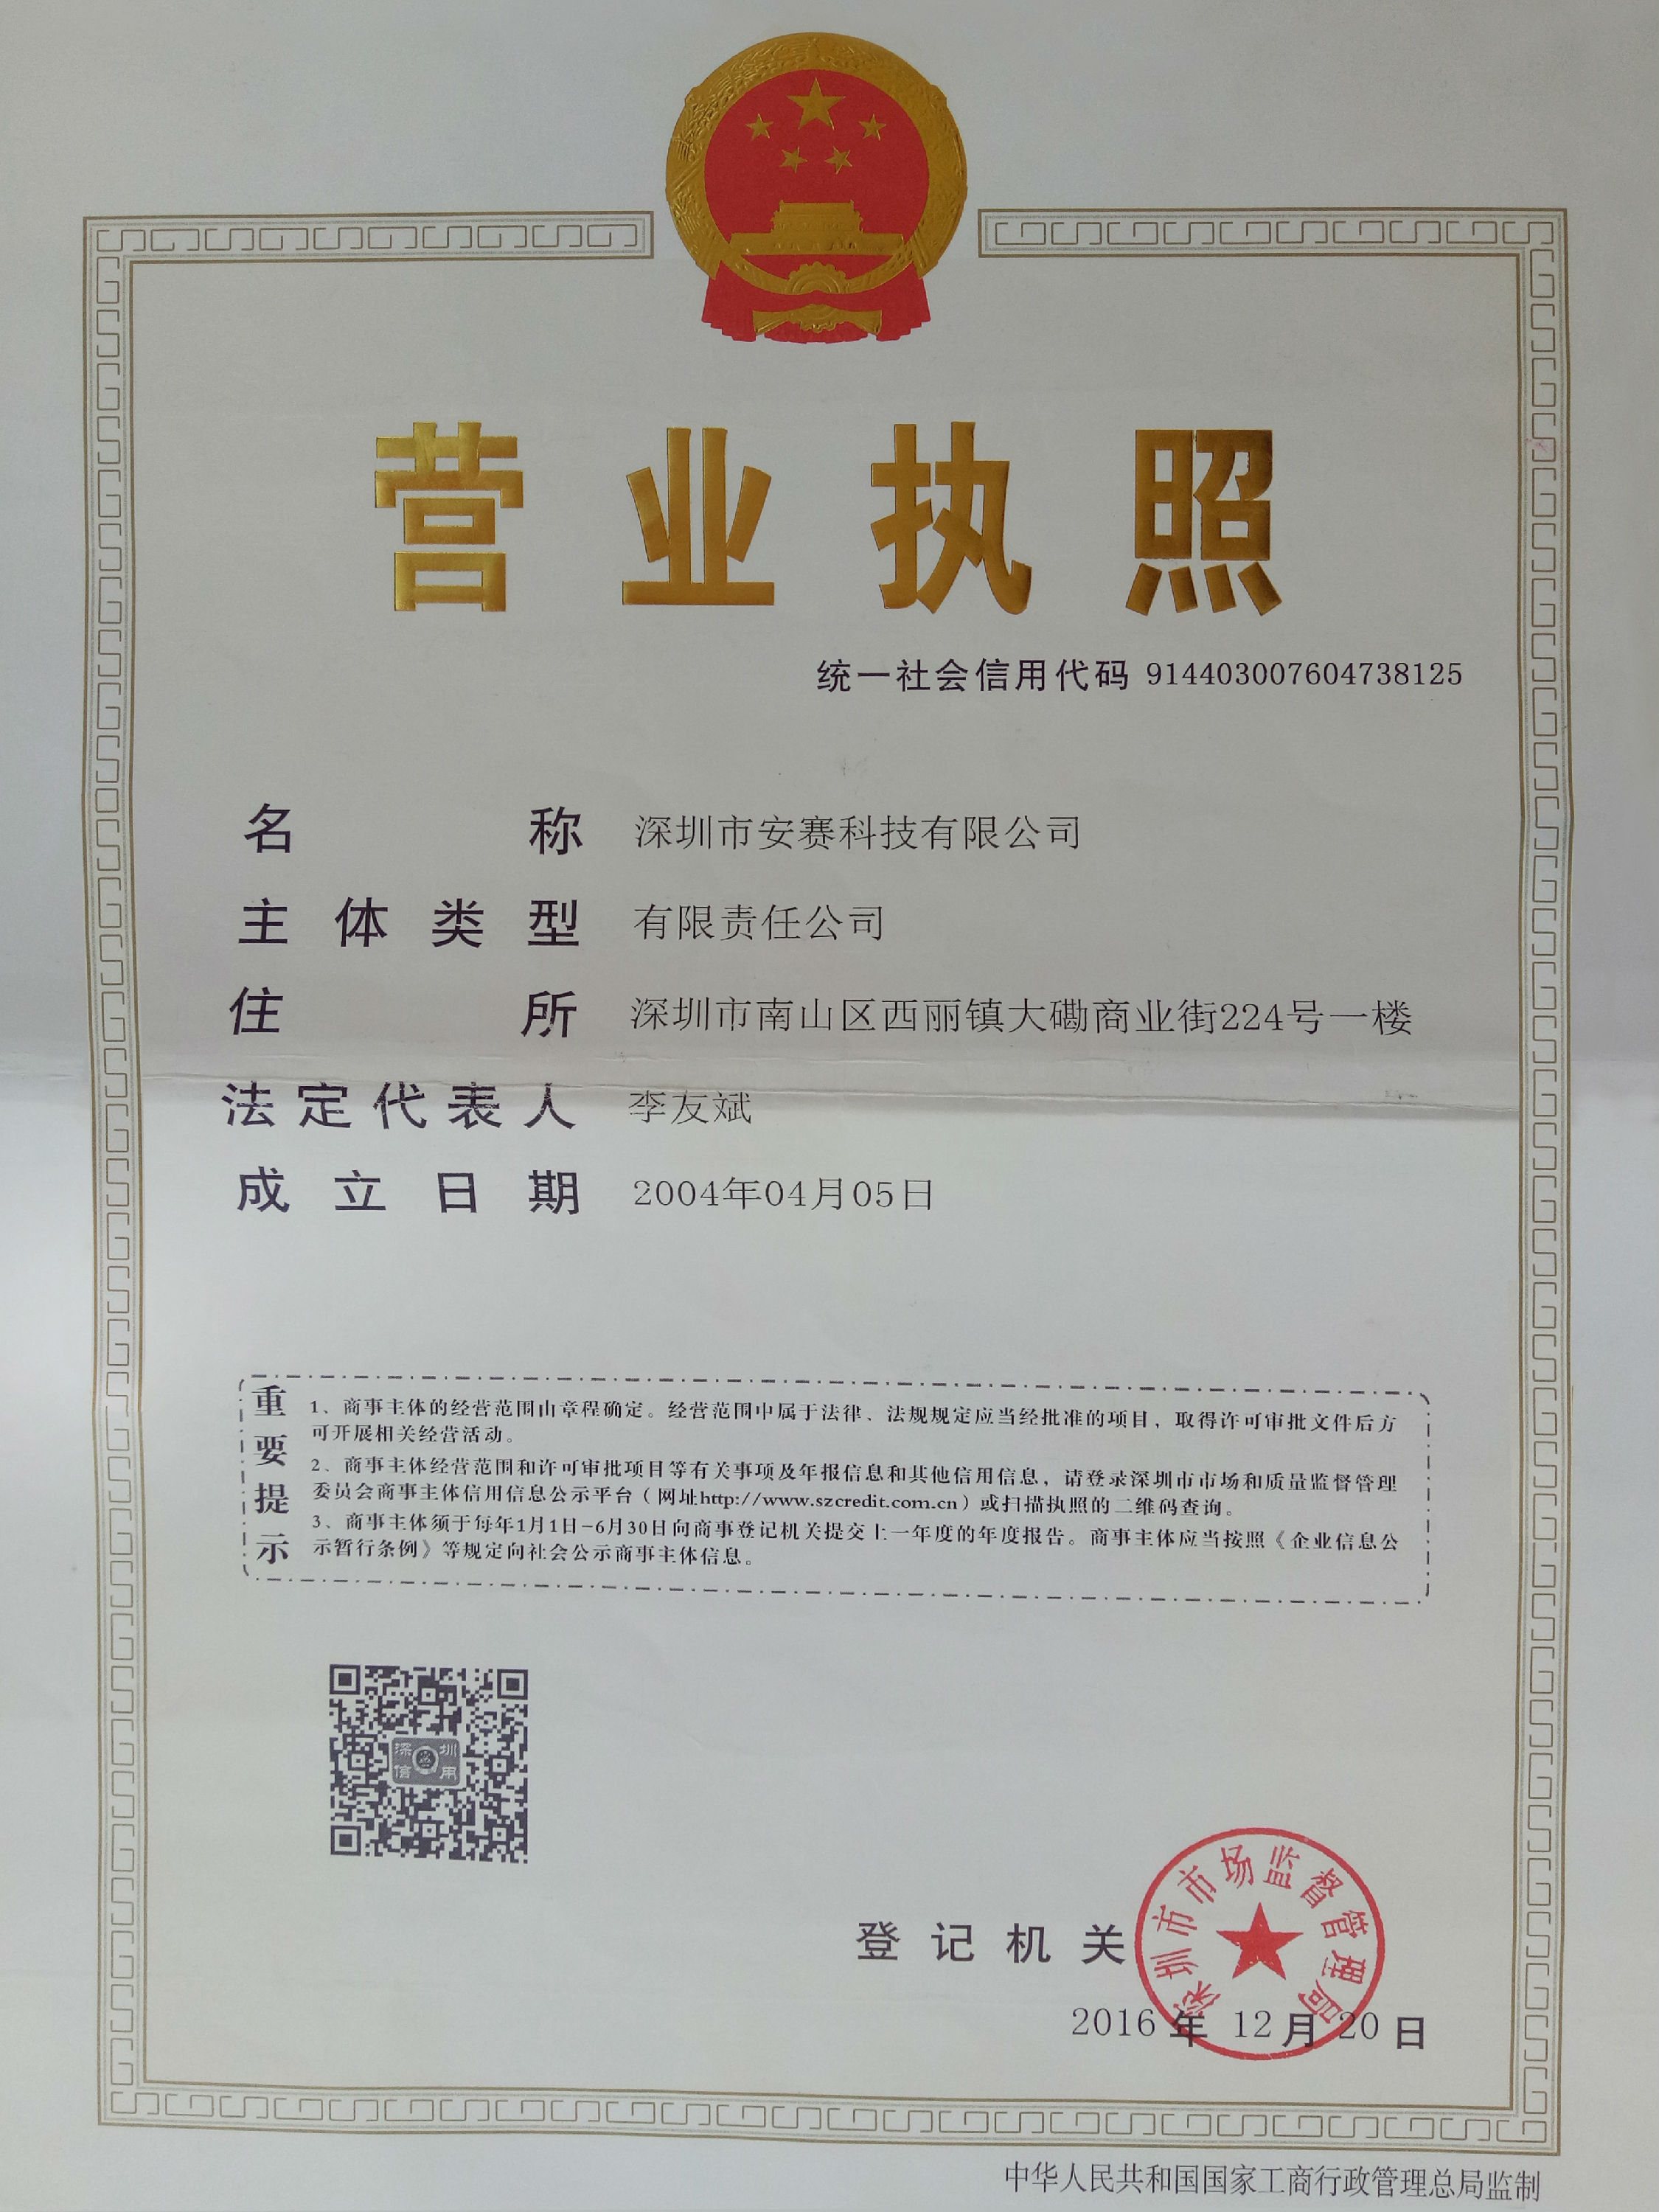 营业执照
统一社会信用代码 914403007604738125
名称 深圳市安赛科技有限公司
主体类型 有限责任公司
住所 深圳市南山区西丽镇大磡商业街224号一楼
法定代表人 李友斌
成立日期 2004年04月05日
重要提示
1、商事主体的经营范围由章程确定。经营范围中属于法律、法规规定应当经批准的项目，取得许可审批文件后方
可开展相关经营活动。
2、商事主体经营范围和许可审批项目等有关事项及年报信息和其他信用信息，请登录深圳市市场和质量监督管理
委员会商事主体信用信息公示平台（网址http://www.szcredit.com.cn）或扫描执照的二维码查询。
3、商事主体须于每年1月1日-6月30日向商事登记机关提交上一年度的年度报告。商事主体应当按照《企业信息公
示暂行条例》等规定向社会公示商事主体信息。
深圳
信用
登记机关
深圳市市场监督管理局
2016年12月20日
中华人民共和国国家工商行政管理总局监制